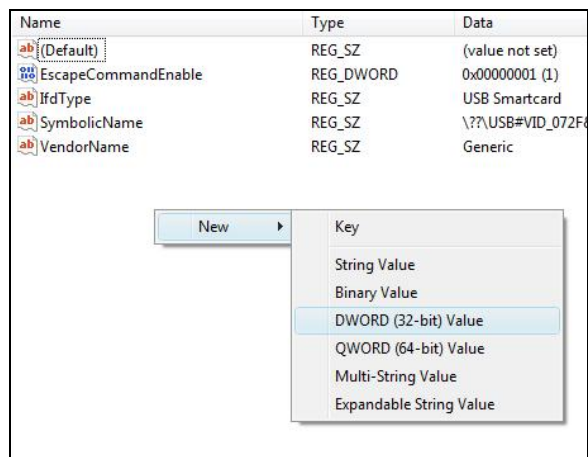 Name Type Data
(Default) REG_SZ (value not set)
EscapeCommandEnable REG_DWORD 0x00000001 (1)
IfdType REG_SZ USB Smartcard
SymbolicName REG_SZ \??\USB#VID_072F&
VendorName REG_SZ Generic
New
Key
String Value
Binary Value
DWORD (32-bit) Value
QWORD (64-bit) Value
Multi-String Value
Expandable String Value